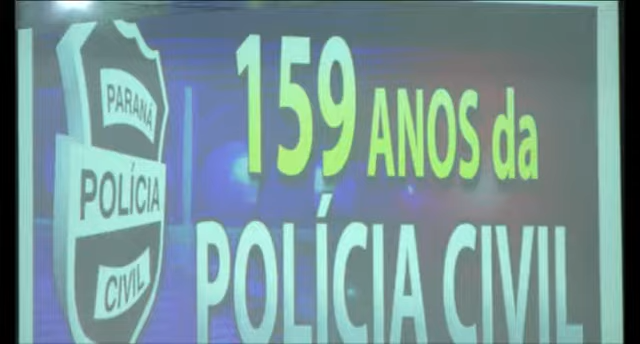 PARANÁ
POLÍCIA
CIVIL
159 ANOS da
POLÍCIA CIVIL